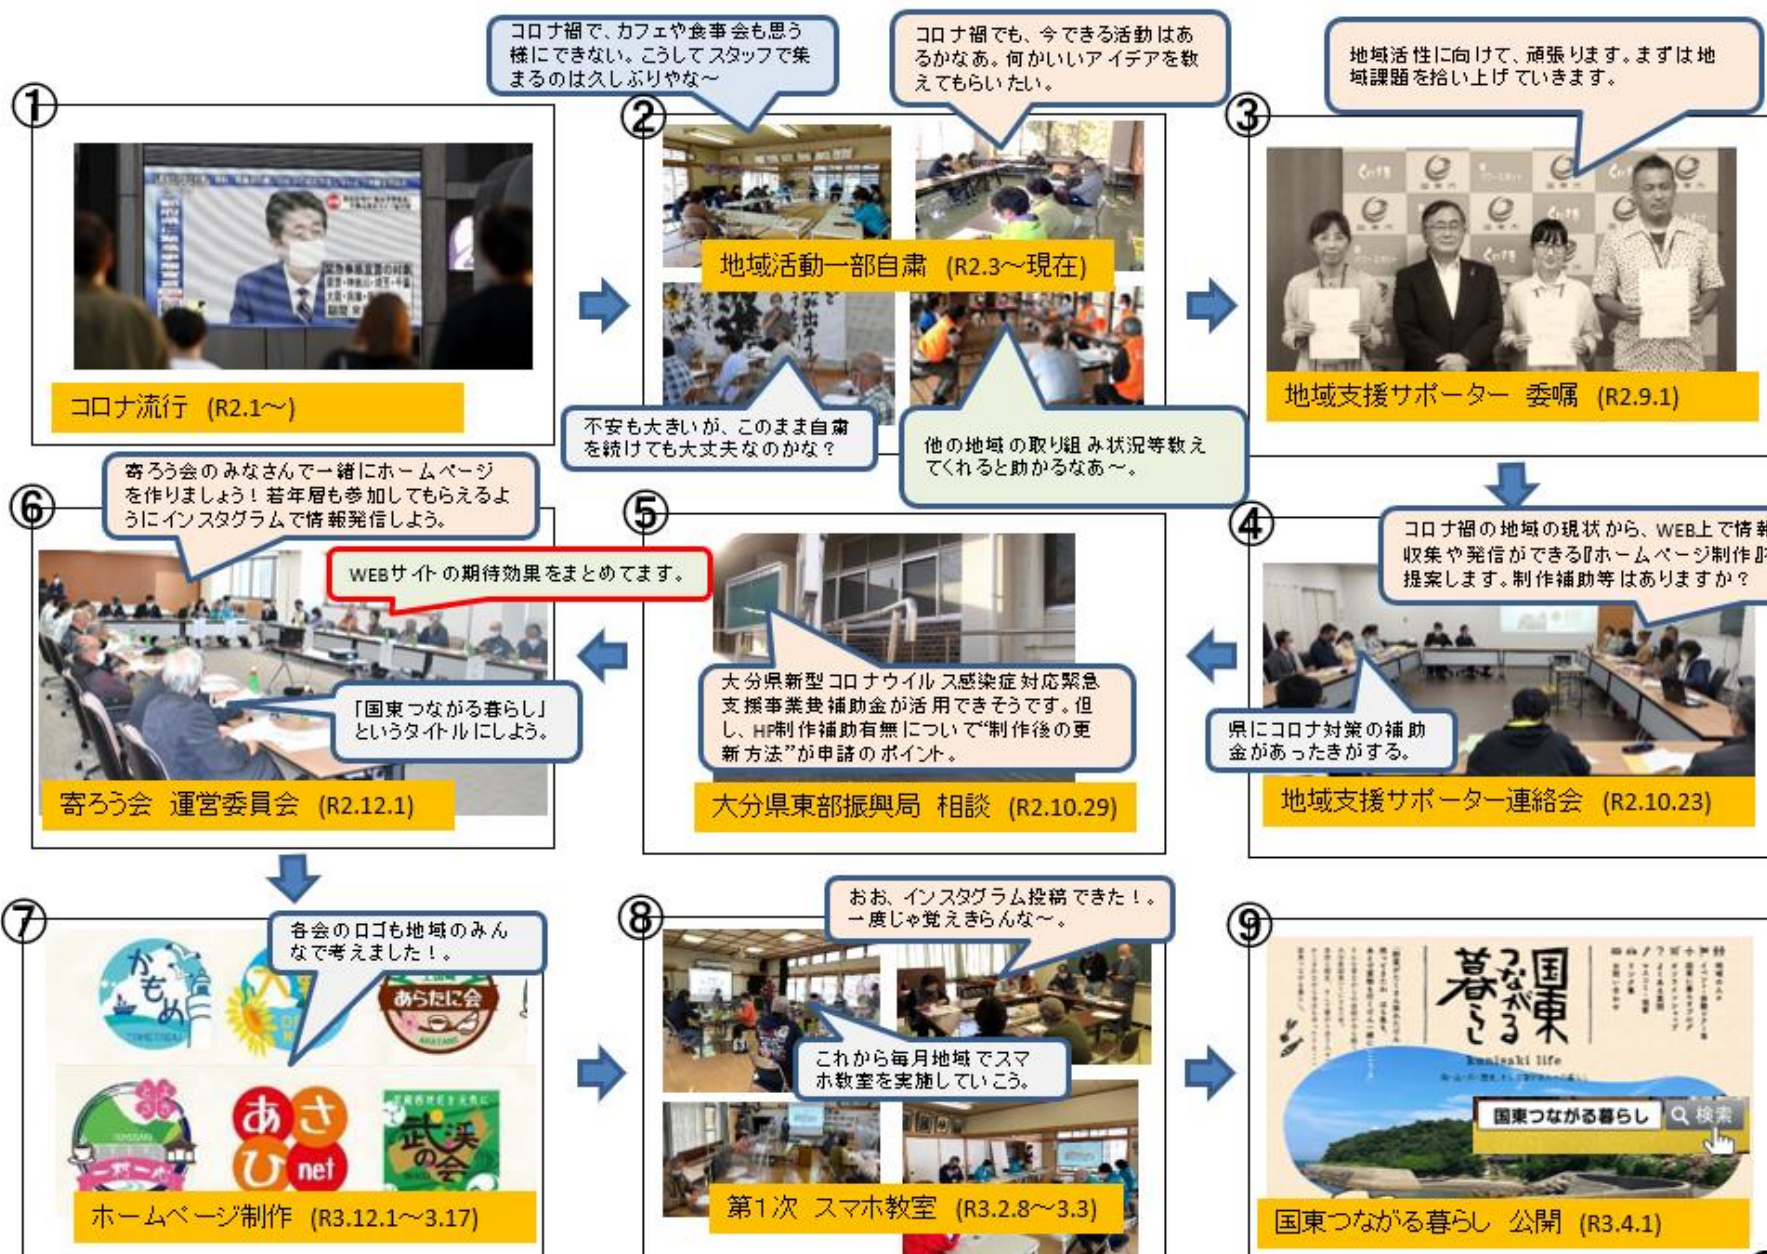 ①
コロナ流行 (R2.1～)
コロナ禍で、カフェや食事会も思う
様にできない。こうしてスタッフで集
まるのは久しぶりやな～
コロナ禍でも、今できる活動はあ
るかなあ。何かいいアイデアを教
えてもらいたい。
②
地域活動一部自粛 (R2.3～現在)
不安も大きいが、このまま自粛
を続けても大丈夫なのかな？
他の地域の取り組み状況等教え
てくれると助かるなあ～。
地域活性に向けて、頑張ります。まずは地
域課題を拾い上げていきます。
③
くにさき
国東市
地域支援サポーター 委嘱 (R2.9.1)
④
コロナ禍の地域の現状から、WEB上で情報
収集や発信ができる『ホームページ制作』を
提案します。制作補助等はありますか？
県にコロナ対策の補助
金があったきがする。
地域支援サポーター連絡会 (R2.10.23)
⑤
大分県新型コロナウイルス感染症対応緊急
支援事業費補助金が活用できそうです。但
し、HP制作補助有無について“制作後の更
新方法”が申請のポイント。
大分県東部振興局 相談 (R2.10.29)
⑥
寄ろう会のみなさんで一緒にホームページ
を作りましょう！若年層も参加してもらえるよ
うにインスタグラムで情報発信しよう。
WEBサイトの期待効果をまとめてます。
「国東つながる暮らし」
というタイトルにしよう。
寄ろう会 運営委員会 (R2.12.1)
⑦
各会のロゴも地域のみん
なで考えました！。
かもめ
あらたに会
ARATANI
一村一心
あさひnet
武渓の会
ホームページ制作 (R3.12.1～3.17)
⑧
おお、インスタグラム投稿できた！。
一度じゃ覚えきらんな～。
これから毎月地域でスマ
ホ教室を実施していこう。
第1次 スマホ教室 (R3.2.8～3.3)
⑨
国東
つながる
暮らし
kunisaki life
国東つながる暮らし 検索
国東つながる暮らし 公開 (R3.4.1)